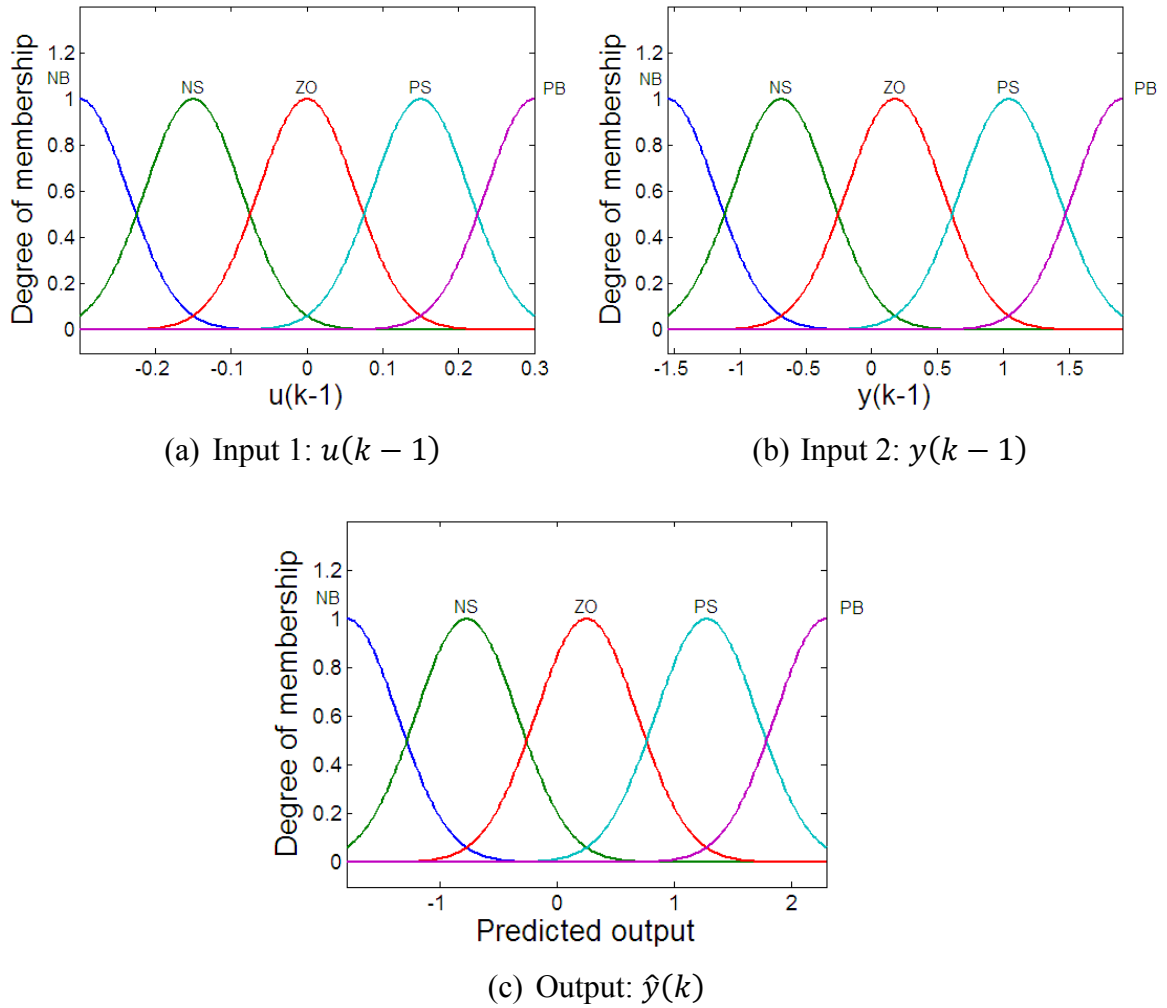 1.2
NB
NS
ZO
PS
PB
1
0.8
0.6
0.4
0.2
0
Degree of membership
-0.2
-0.1
0
0.1
0.2
0.3
u(k-1)
(a) Input 1: u(k − 1)
1.2
NB
NS
ZO
PS
PB
1
0.8
0.6
0.4
0.2
0
Degree of membership
-1.5
-1
-0.5
0
0.5
1
1.5
y(k-1)
(b) Input 2: y(k − 1)
1.2
NB
NS
ZO
PS
PB
1
0.8
0.6
0.4
0.2
0
Degree of membership
-1
0
1
2
Predicted output
(c) Output: ŷ(k)